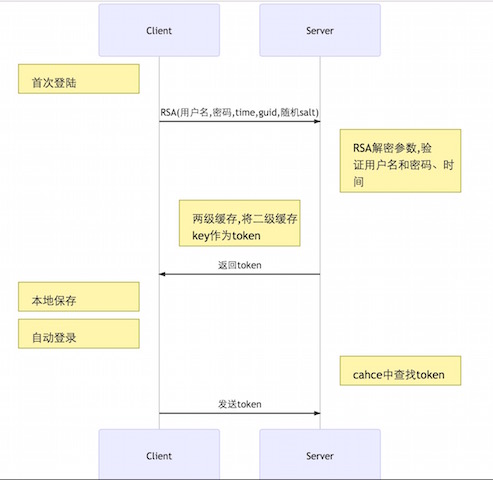 Client
Server
首次登陆
RSA(用户名,密码,time,guid,随机salt)
RSA解密参数,验
证用户名和密码、时
间
两级缓存,将二级缓存
key作为token
返回token
本地保存
自动登录
cahce中查找token
发送token
Client
Server